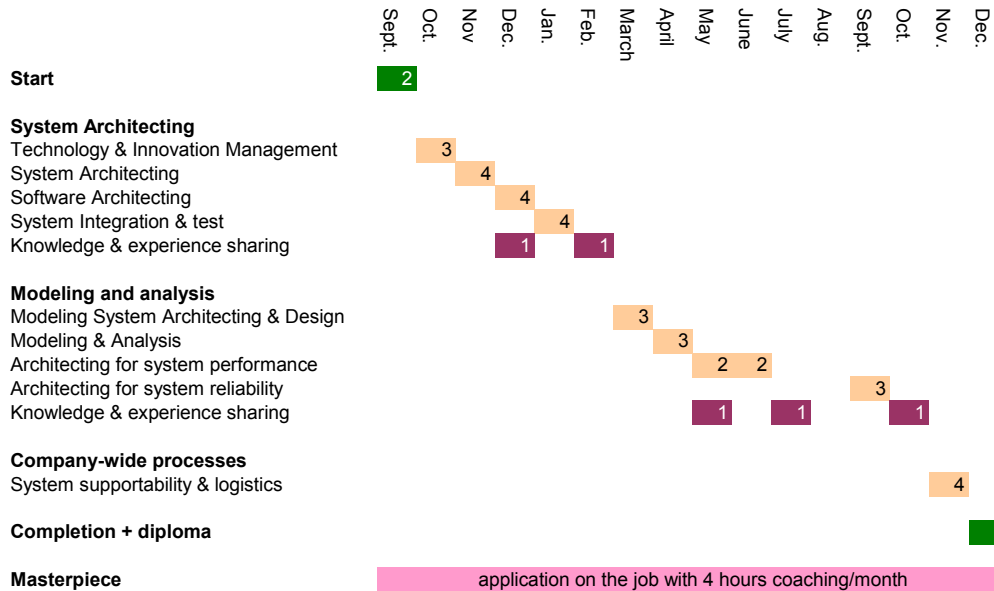 Sept. Oct. Nov Dec. Jan. Feb. March April May June July Aug. Sept. Oct. Nov. Dec.
Start 2
System Architecting
Technology & Innovation Management 3
System Architecting 4
Software Architecting 4
System Integration & test 4
Knowledge & experience sharing 1 1
Modeling and analysis
Modeling System Architecting & Design 3
Modeling & Analysis 3
Architecting for system performance 2 2
Architecting for system reliability 3
Knowledge & experience sharing 1 1 1
Company-wide processes
System supportability & logistics 4
Completion + diploma
Masterpiece application on the job with 4 hours coaching/month